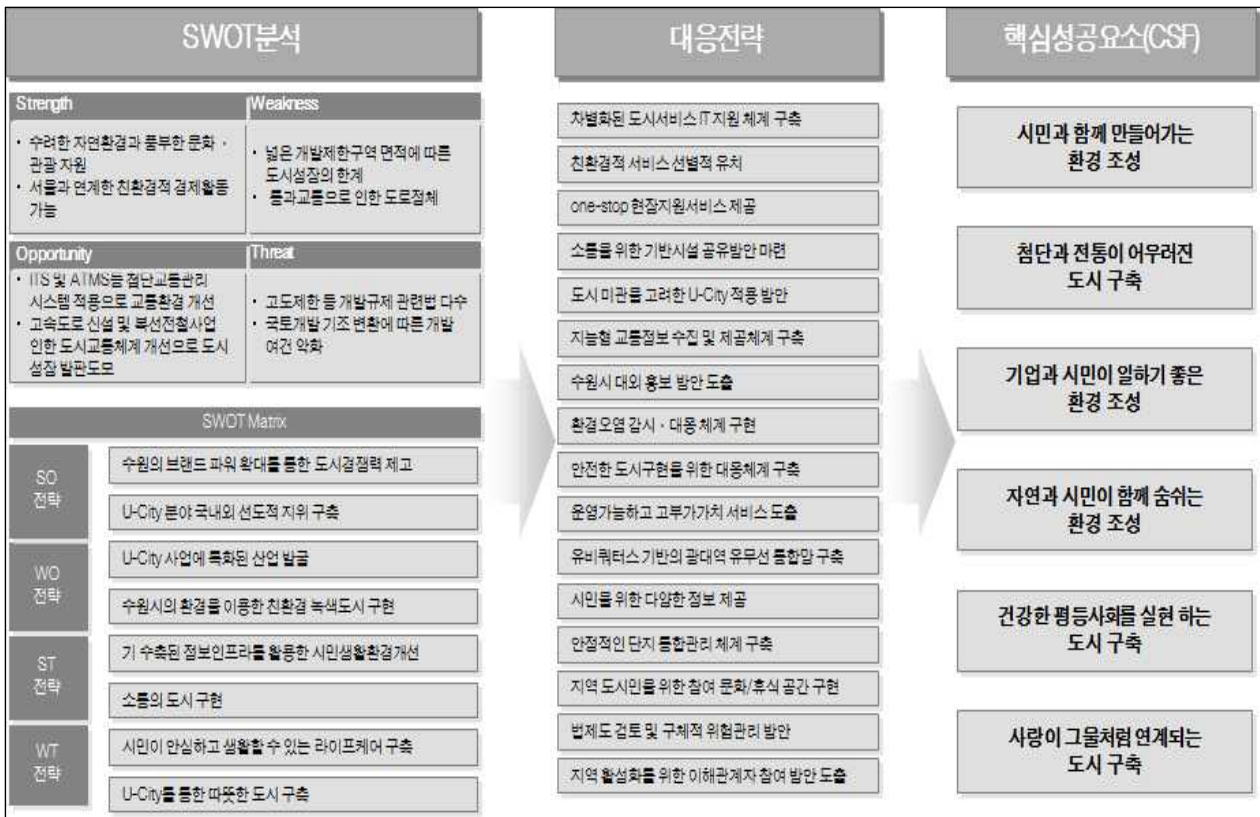 SWOT분석
Strength
• 수려한 자연환경과 풍부한 문화 ·
관광 자원
• 서울과 연계한 친환경적 경제활동
가능
Weakness
• 넓은 개발제한구역 면적에 따른
도시성장의 한계
• 통과교통으로 인한 도로정체
Opportunity
• ITS 및 ATMS등 첨단교통관리
시스템 적용으로 교통환경 개선
• 고속도로 신설 및 복선전철사업
인한 도시교통체계 개선으로 도시
성장 발판도모
Threat
• 고도제한 등 개발규제 관련법 다수
• 국토개발 기조 변환에 따른 개발
여건 악화
SWOT Matrix
SO
전략
수원의 브랜드 파워 확대를 통한 도시경쟁력 제고
U-City 분야 국내외 선도적 지위 구축
WO
전략
U-City 사업에 특화된 산업 발굴
수원시의 환경을 이용한 친환경 녹색도시 구현
ST
전략
기 수축된 정보인프라를 활용한 시민생활환경개선
소통의 도시 구현
WT
전략
시민이 안심하고 생활할 수 있는 라이프케어 구축
U-City를 통한 따뜻한 도시 구축
대응전략
차별화된 도시서비스 IT 지원 체계 구축
친환경적 서비스 선별적 유치
one-stop 현장지원서비스 제공
소통을 위한 기반시설 공유방안 마련
도시 미관을 고려한 U-City 적용 방안
지능형 교통정보 수집 및 제공체계 구축
수원시 대외 홍보 방안 도출
환경오염 감시 · 대응 체계 구현
안전한 도시구현을 위한 대응체계 구축
운영가능하고 고부가가치 서비스 도출
유비쿼터스 기반의 광대역 유무선 통합망 구축
시민을 위한 다양한 정보 제공
안정적인 단지 통합관리 체계 구축
지역 도시민을 위한 참여 문화/휴식 공간 구현
법제도 검토 및 구체적 위험관리 방안
지역 활성화를 위한 이해관계자 참여 방안 도출
핵심성공요소(CSF)
시민과 함께 만들어가는
환경 조성
첨단과 전통이 어우러진
도시 구축
기업과 시민이 일하기 좋은
환경 조성
자연과 시민이 함께 숨쉬는
환경 조성
건강한 평등사회를 실현 하는
도시 구축
사랑이 그물처럼 연계되는
도시 구축